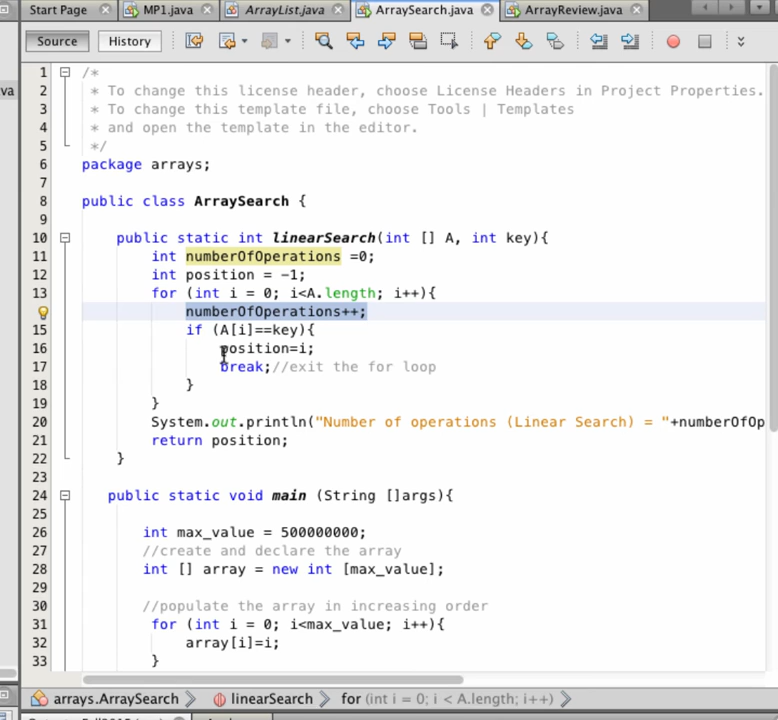 Start Page MP1.java ArrayList.java ArraySearch.java ArrayReview.java
Source History
va
1 /*
2 * To change this license header, choose License Headers in Project Properties.
3 * To change this template file, choose Tools | Templates
4 * and open the template in the editor.
5 */
6 package arrays;
7
8 public class ArraySearch {
9
10 public static int linearSearch(int [] A, int key){
11 int numberOfOperations =0;
12 int position = -1;
13 for (int i = 0; i<A.length; i++){
numberOfOperations++;
15 if (A[i]==key){
16 position=i;
17 break;//exit the for loop
18 }
19 }
20 System.out.println("Number of operations (Linear Search) = "+numberOfOp
21 return position;
22 }
23
24 public static void main (String []args){
25
26 int max_value = 500000000;
27 //create and declare the array
28 int [] array = new int [max_value];
29
30 //populate the array in increasing order
31 for (int i = 0; i<max_value; i++){
32 array[i]=i;
33 }
arrays.ArraySearch linearSearch for (int i = 0; i < A.length; i++)